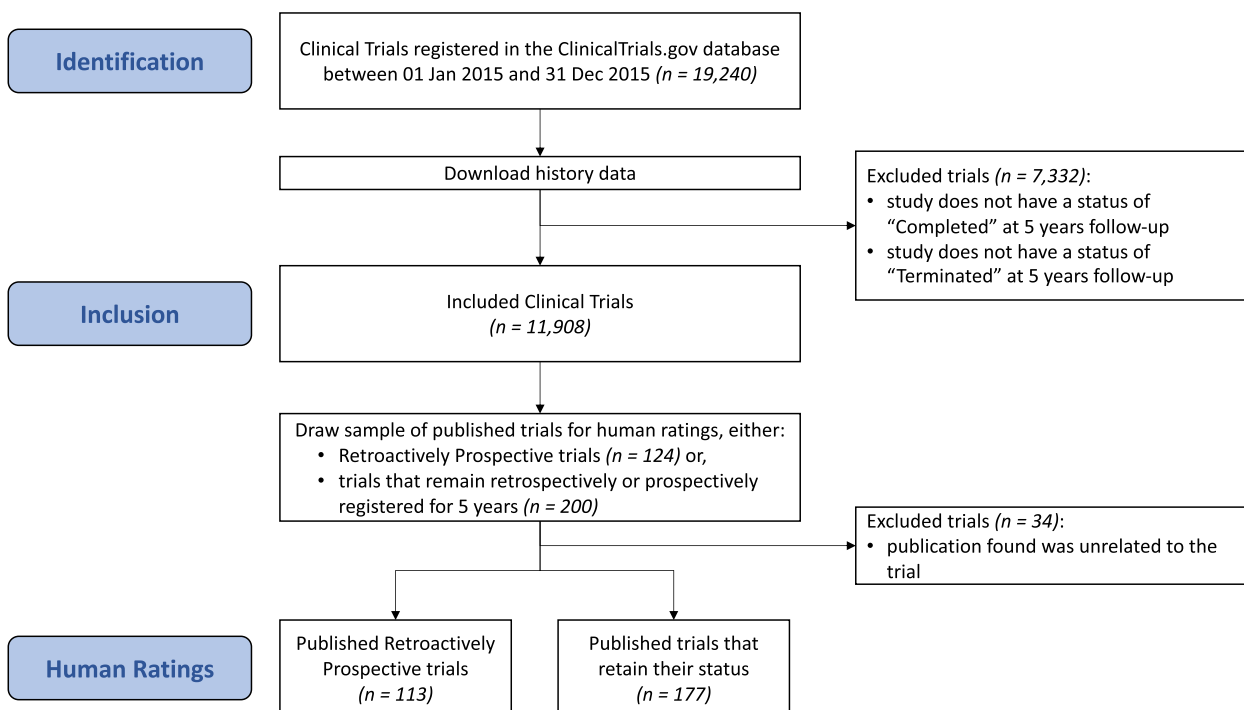 Identification
Clinical Trials registered in the ClinicalTrials.gov database
between 01 Jan 2015 and 31 Dec 2015 (n = 19,240)
Download history data
Excluded trials (n = 7,332):
• study does not have a status of
“Completed” at 5 years follow-up
• study does not have a status of
“Terminated” at 5 years follow-up
Inclusion
Included Clinical Trials
(n = 11,908)
Draw sample of published trials for human ratings, either:
• Retroactively Prospective trials (n = 124) or,
• trials that remain retrospectively or prospectively
registered for 5 years (n = 200)
Excluded trials (n = 34):
• publication found was unrelated to the
trial
Human Ratings
Published Retroactively
Prospective trials
(n = 113)
Published trials that
retain their status
(n = 177)